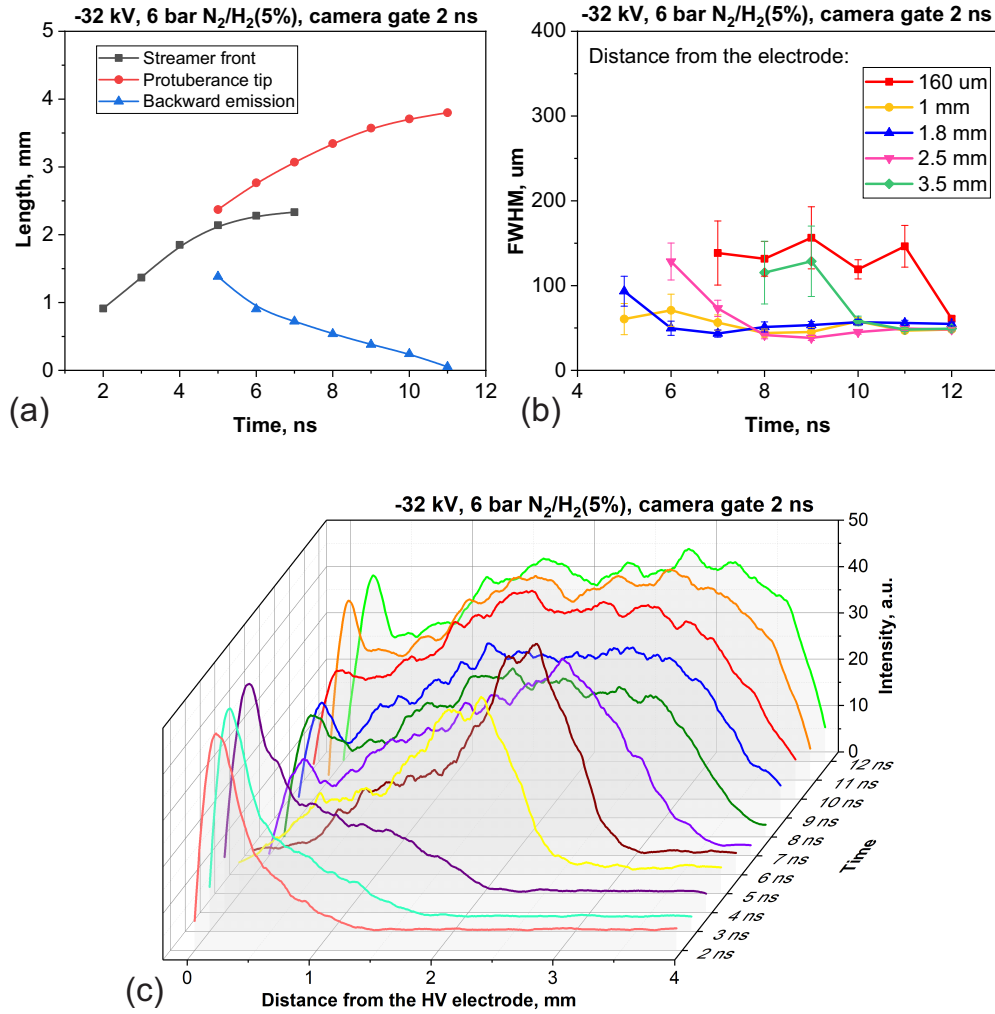 -32 kV, 6 bar N₂/H₂(5%), camera gate 2 ns
5
4
3
2
1
0
Length, mm
Streamer front
Protuberance tip
Backward emission
2 4 6 8 10 12
Time, ns
(a)
-32 kV, 6 bar N₂/H₂(5%), camera gate 2 ns
400
300
200
100
0
FWHM, um
Distance from the electrode:
160 um
1 mm
1.8 mm
2.5 mm
3.5 mm
4 6 8 10 12
Time, ns
(b)
-32 kV, 6 bar N₂/H₂(5%), camera gate 2 ns
50
40
30
20
10
0
Intensity, a.u.
12 ns
11 ns
10 ns
9 ns
8 ns
7 ns
6 ns
5 ns
4 ns
3 ns
2 ns
Time
0 1 2 3 4
Distance from the HV electrode, mm
(c)